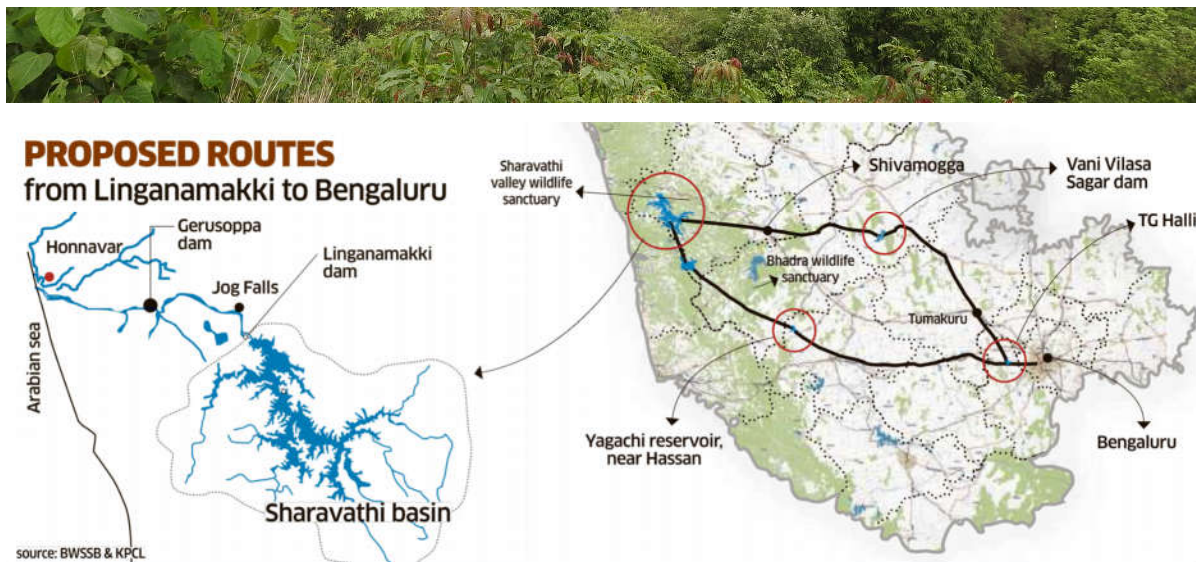 PROPOSED ROUTES
from Linganamakki to Bengaluru
Honnavar
Gerusoppa
dam
Linganamakki
dam
Jog Falls
Arabian sea
Sharavathi basin
source: BWSSB & KPCL
Sharavathi
valley wildlife
sanctuary
Shivamogga
Vani Vilasa
Sagar dam
TG Halli
Bhadra wildlife
sanctuary
Tumakuru
Yagachi reservoir,
near Hassan
Bengaluru